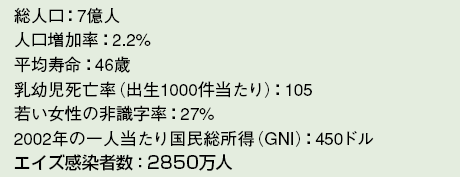 総人口：7億人
人口増加率：2.2%
平均寿命：46歳
乳幼児死亡率（出生1000件当たり）：105
若い女性の非識字率：27%
2002年の一人当たり国民総所得（GNI）：450ドル
エイズ感染者数：2850万人